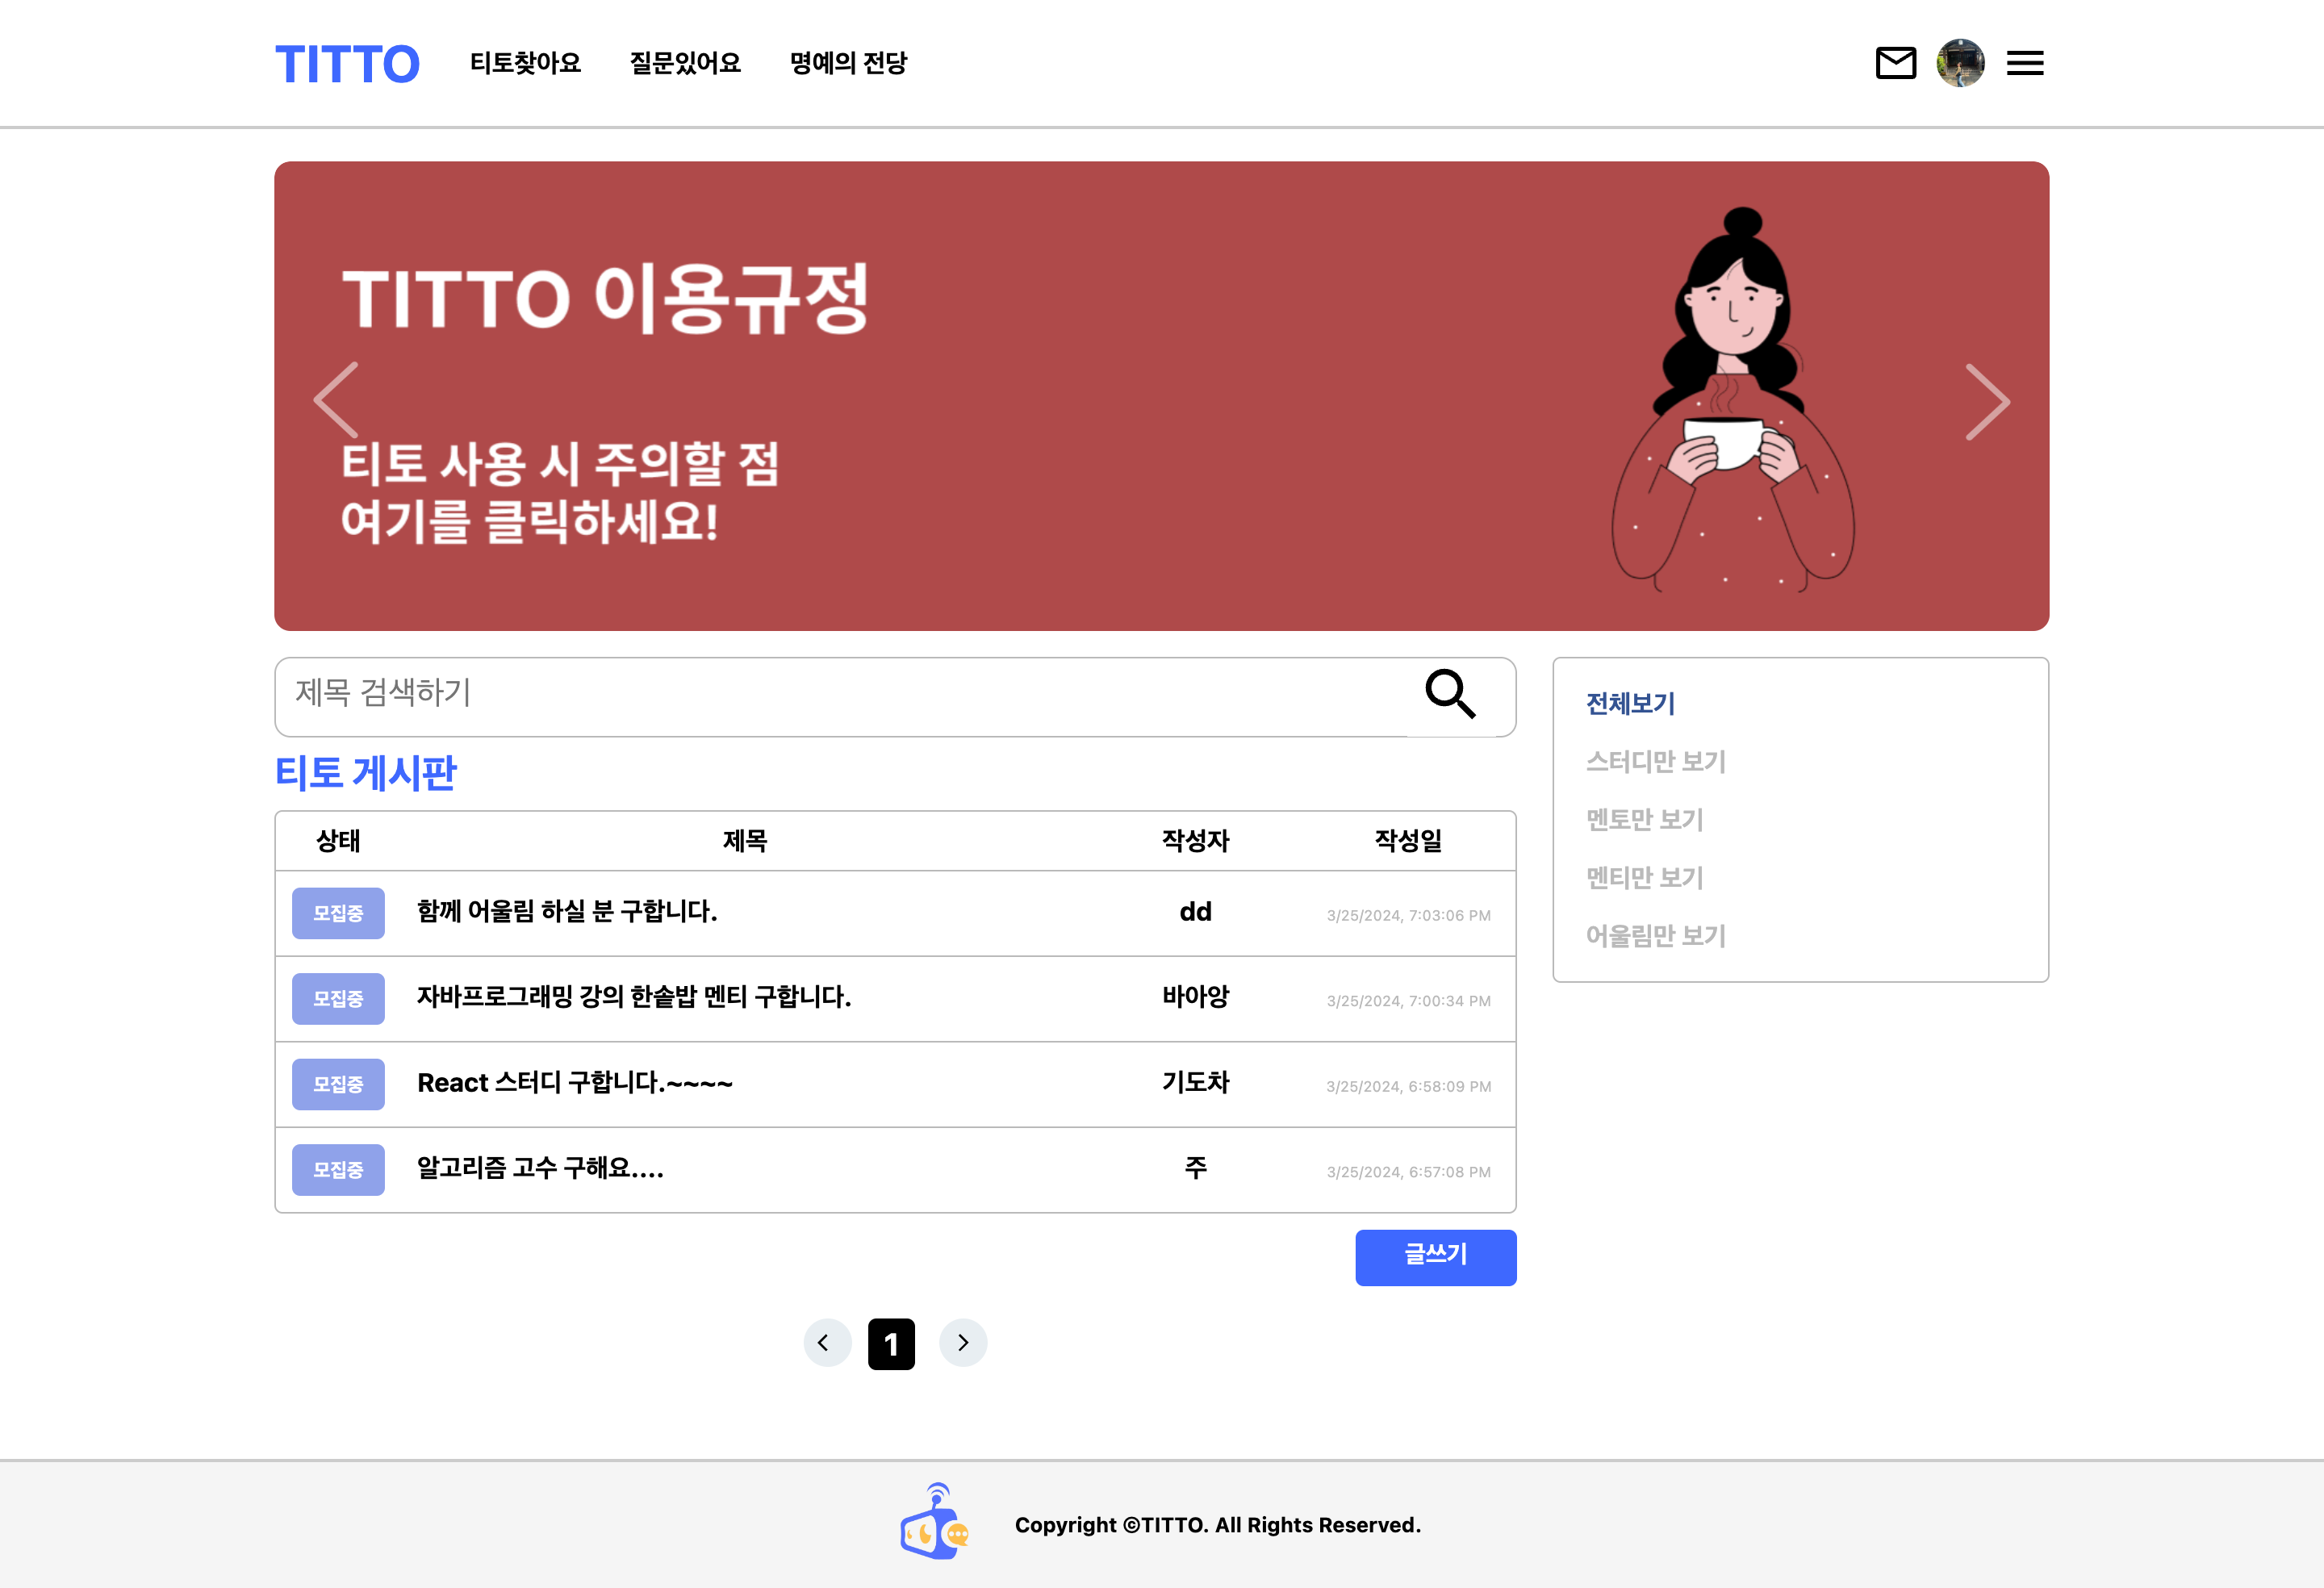 TITTO 티토찾아요 질문있어요 명예의 전당
TITTO 이용규정
티토 사용 시 주의할 점
여기를 클릭하세요!
제목 검색하기
티토 게시판
상태 제목 작성자 작성일
모집중 함께 어울림 하실 분 구합니다. dd 3/25/2024, 7:03:06 PM
모집중 자바프로그래밍 강의 한솥밥 멘티 구합니다. 바아앙 3/25/2024, 7:00:34 PM
모집중 React 스터디 구합니다.~~~~ 기도차 3/25/2024, 6:58:09 PM
모집중 알고리즘 고수 구해요.... 주 3/25/2024, 6:57:08 PM
글쓰기
1
전체보기
스터디만 보기
멘토만 보기
멘티만 보기
어울림만 보기
Copyright ©TITTO. All Rights Reserved.